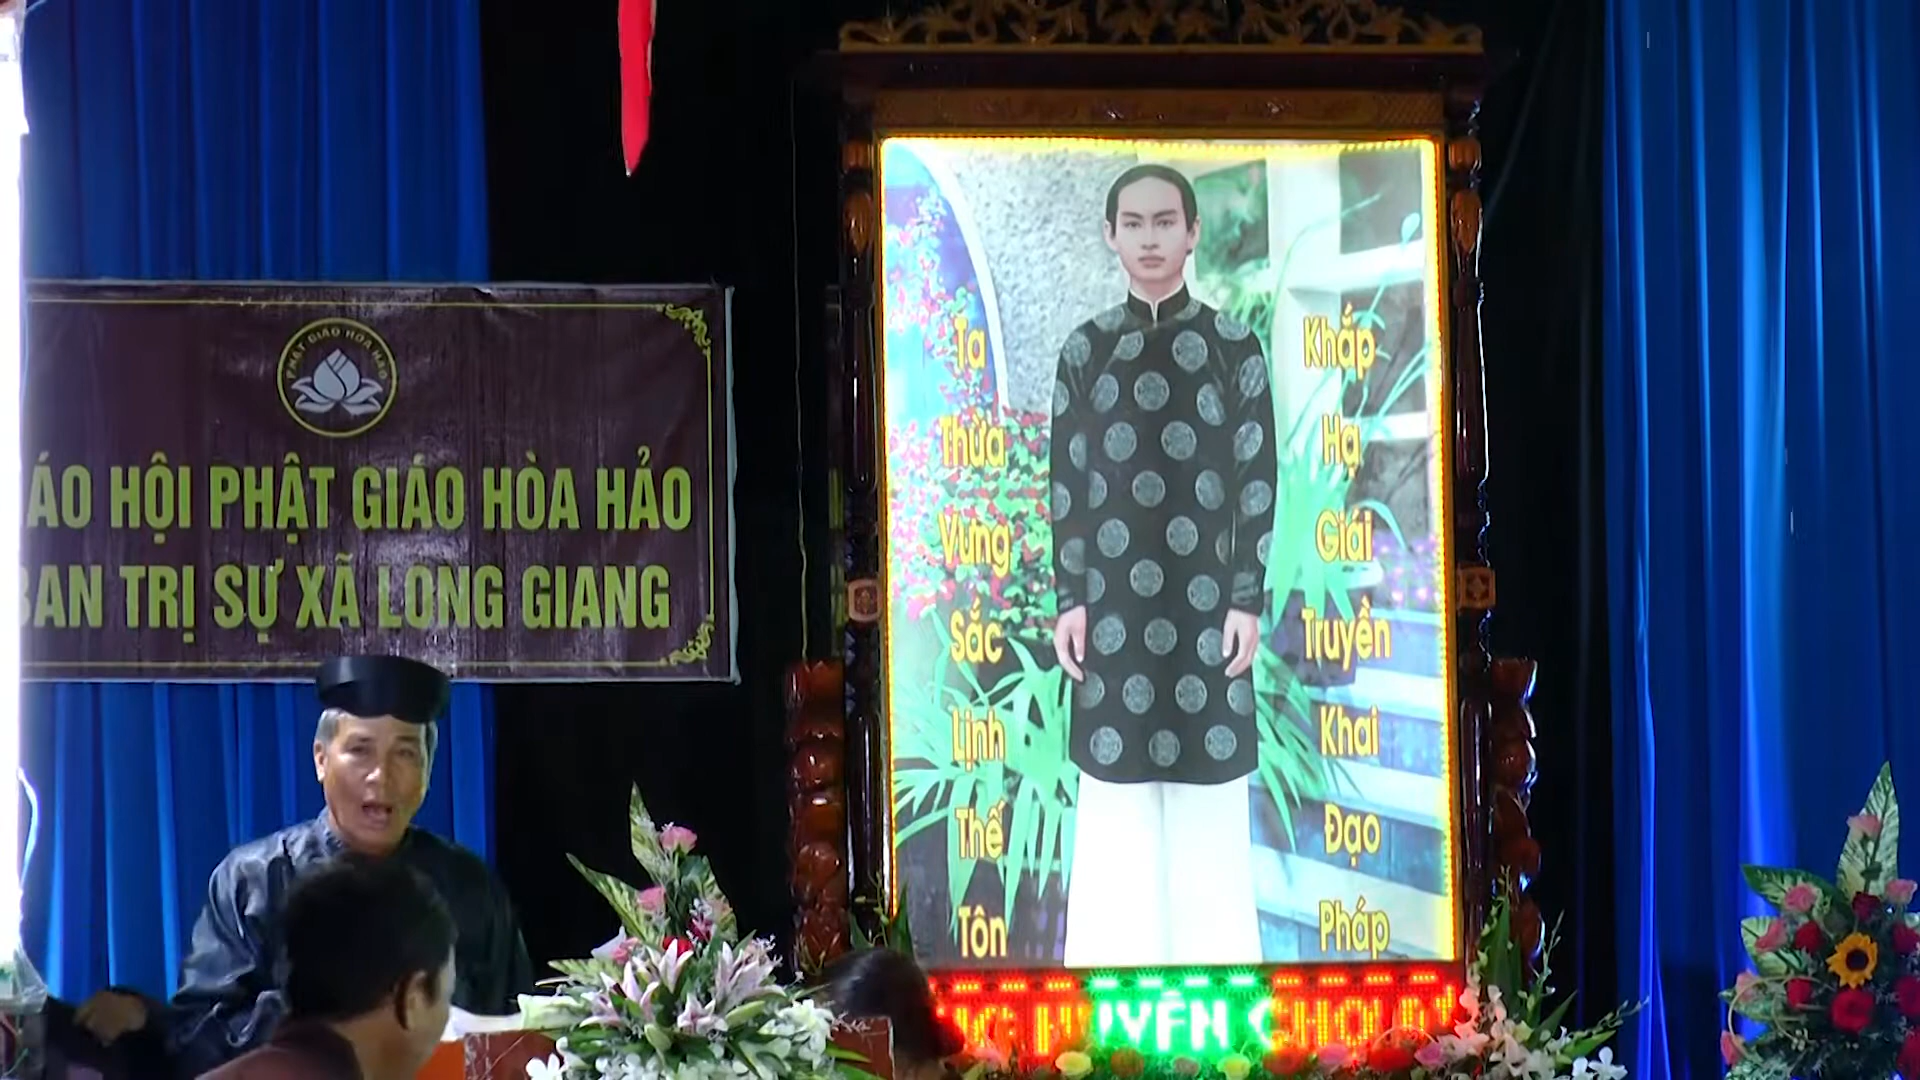 PHẬT GIÁO HÒA HẢO
ÁO HỘI PHẬT GIÁO HÒA HẢO
BAN TRỊ SỰ XÃ LONG GIANG
Ta
Thừa
Vưng
Sắc
Lịnh
Thế
Tôn
Khắp
Hạ
Giái
Truyền
Khai
Đạo
Pháp